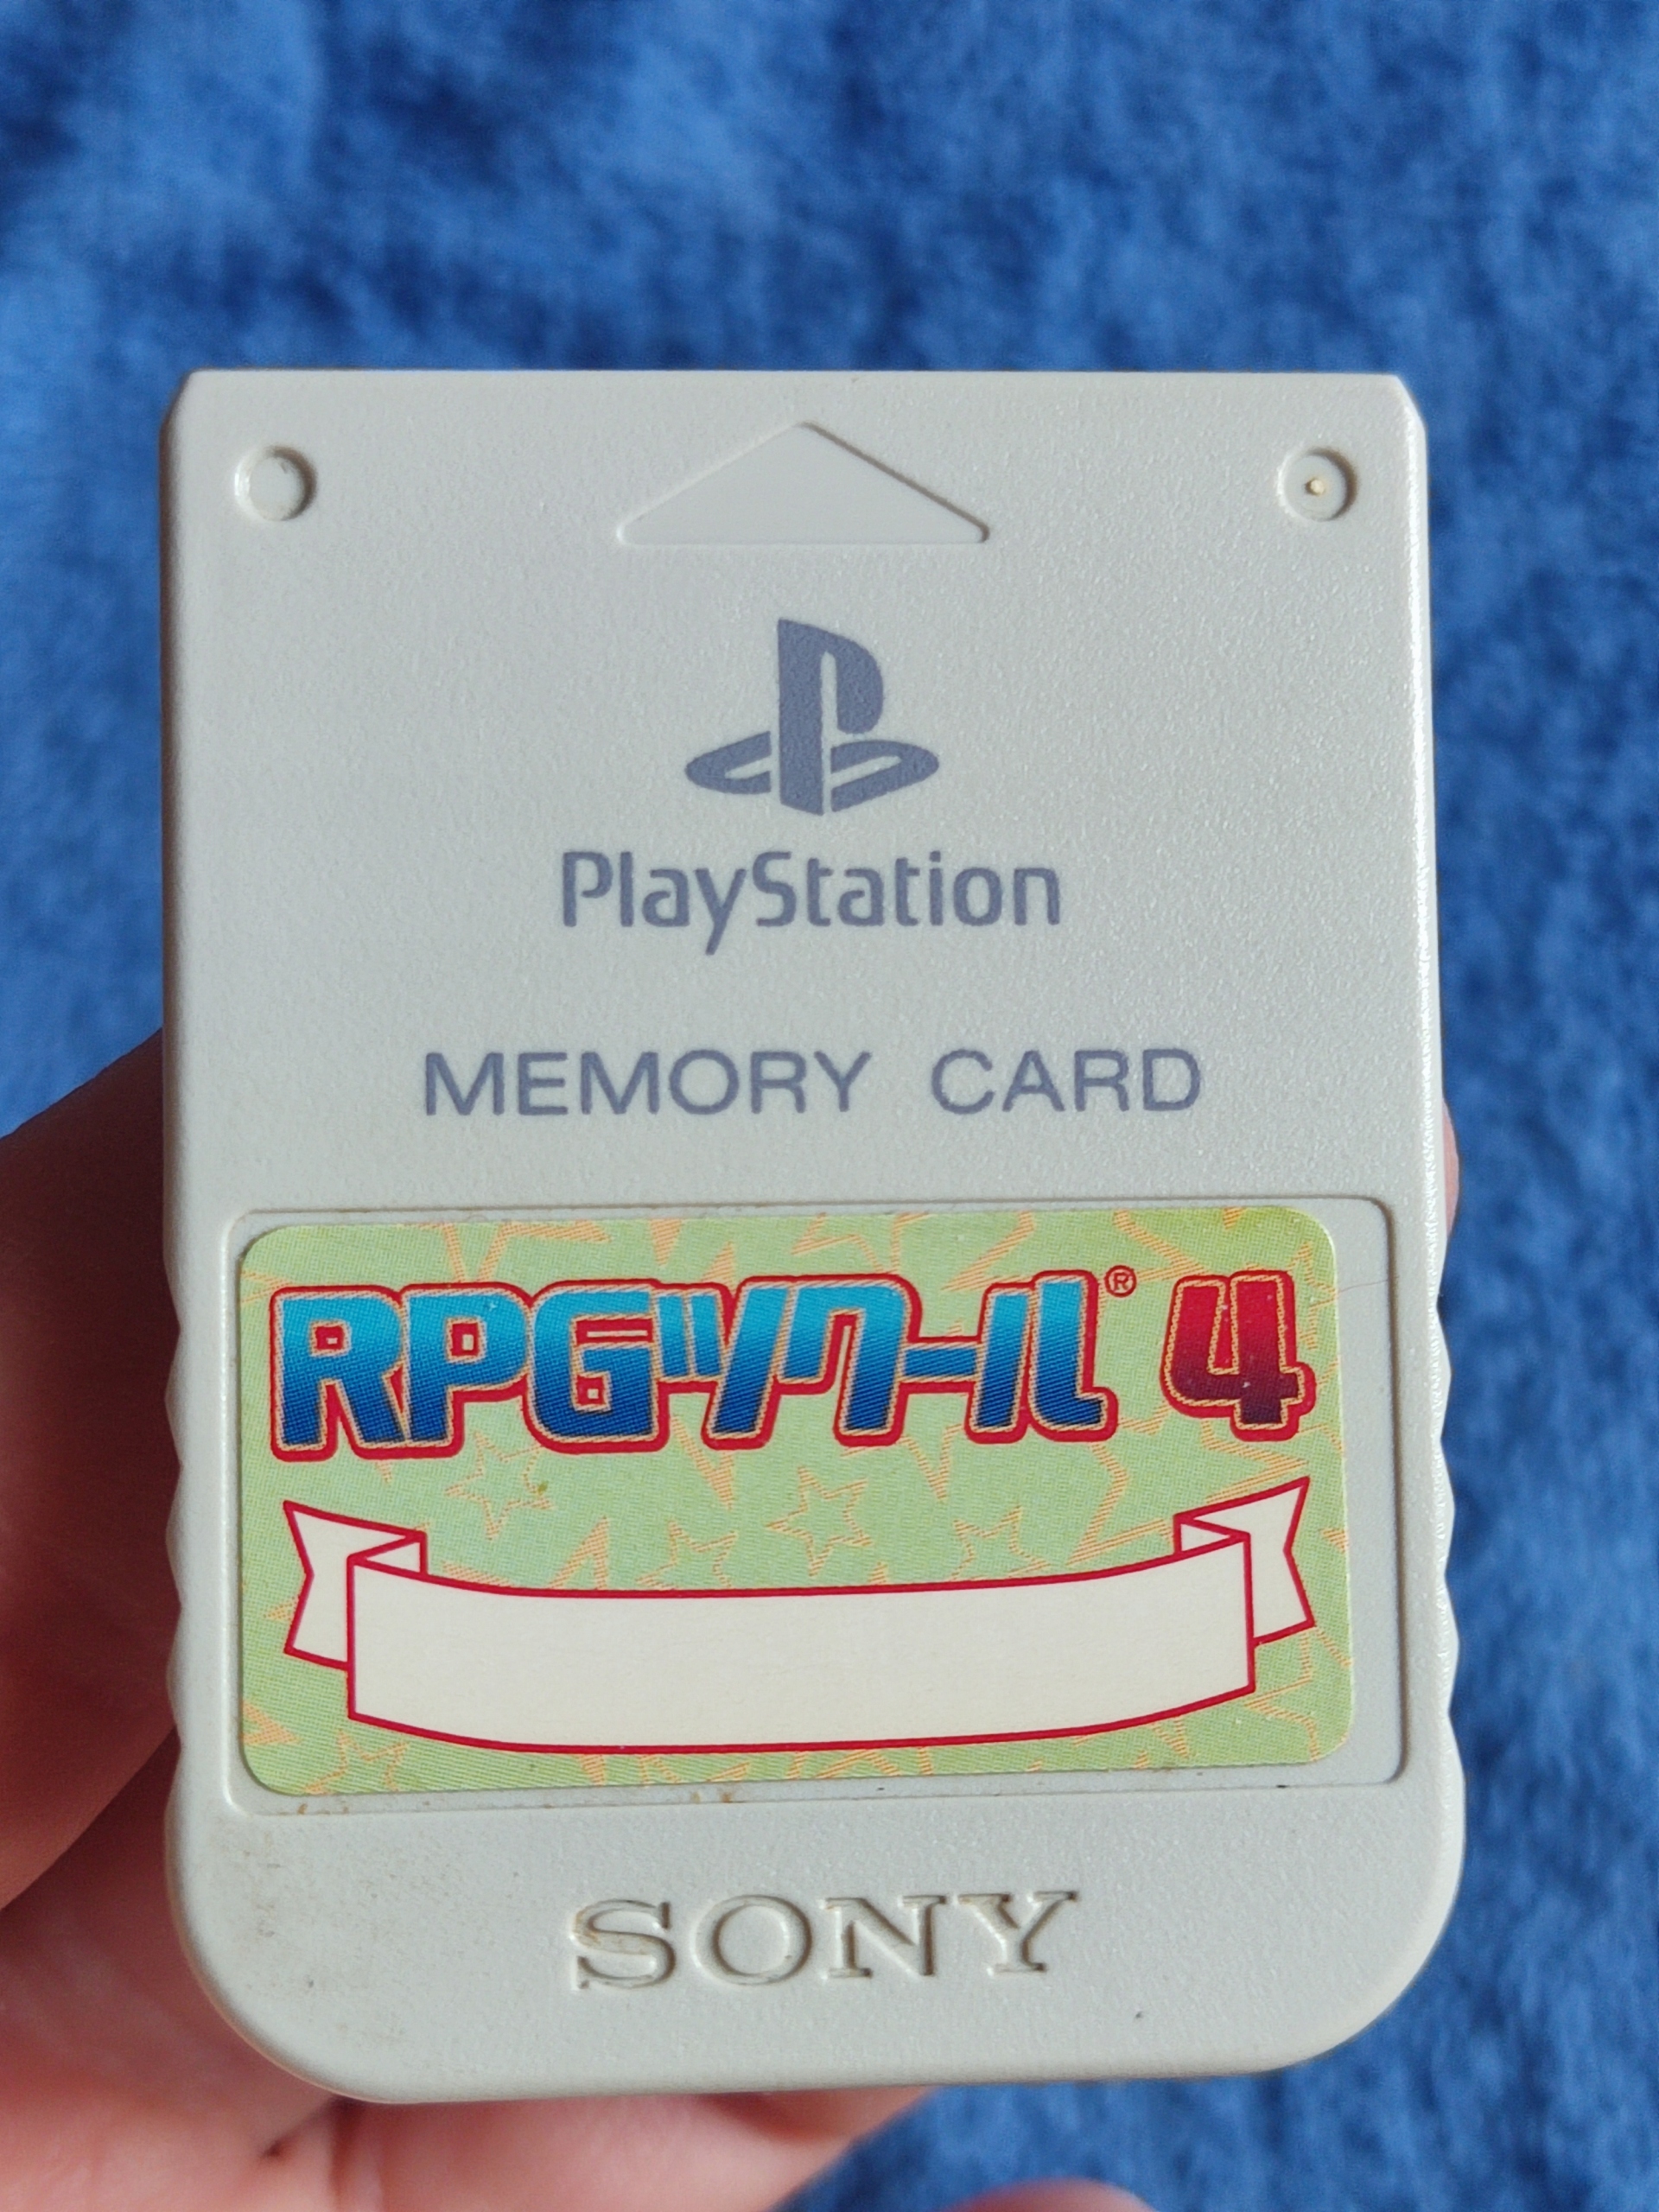 PlayStation
MEMORY CARD
RPGツクール® 4
SONY